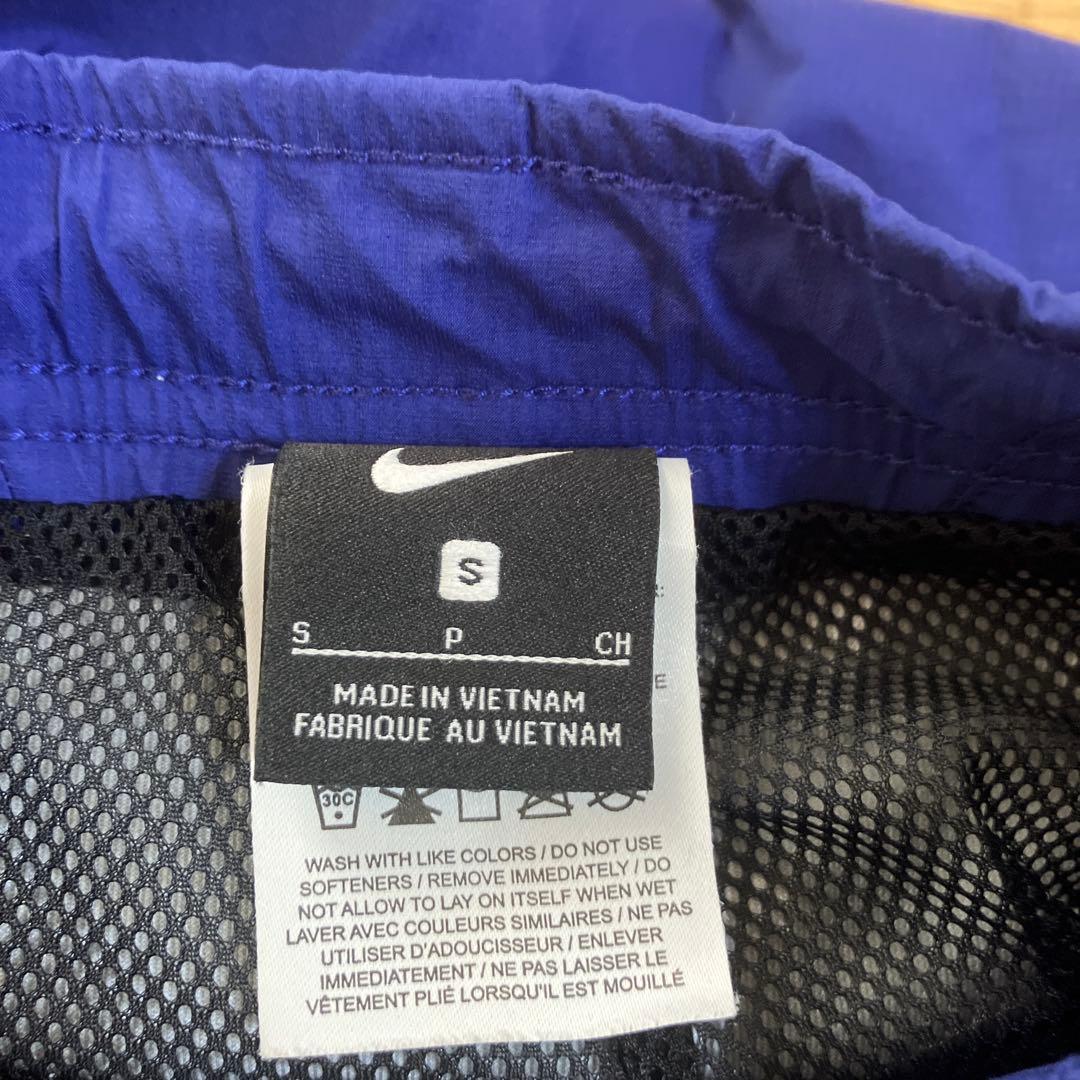 S
S P CH
MADE IN VIETNAM
FABRIQUE AU VIETNAM
E
30C
WASH WITH LIKE COLORS / DO NOT USE
SOFTENERS / REMOVE IMMEDIATELY / DO
NOT ALLOW TO LAY ON ITSELF WHEN WET
LAVER AVEC COULEURS SIMILAIRES / NE PAS
UTILISER D'ADOUCISSEUR / ENLEVER
IMMEDIATEMENT / NE PAS LAISSER LE
VÊTEMENT PLIÉ LORSQU'IL EST MOUILLÉ